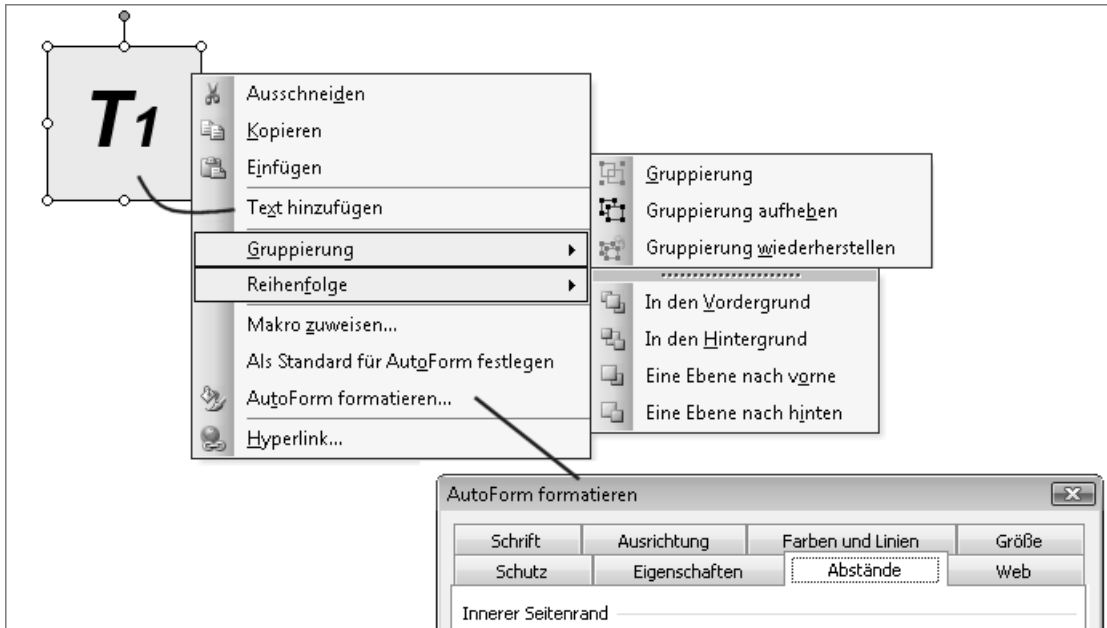 T1
Ausschneiden
Kopieren
Einfügen
Text hinzufügen
Gruppierung
Reihenfolge
Makro zuweisen...
Als Standard für AutoForm festlegen
AutoForm formatieren...
Hyperlink...
Gruppierung
Gruppierung aufheben
Gruppierung wiederherstellen
In den Vordergrund
In den Hintergrund
Eine Ebene nach vorne
Eine Ebene nach hinten
AutoForm formatieren
Schrift Ausrichtung Farben und Linien Größe
Schutz Eigenschaften Abstände Web
Innerer Seitenrand